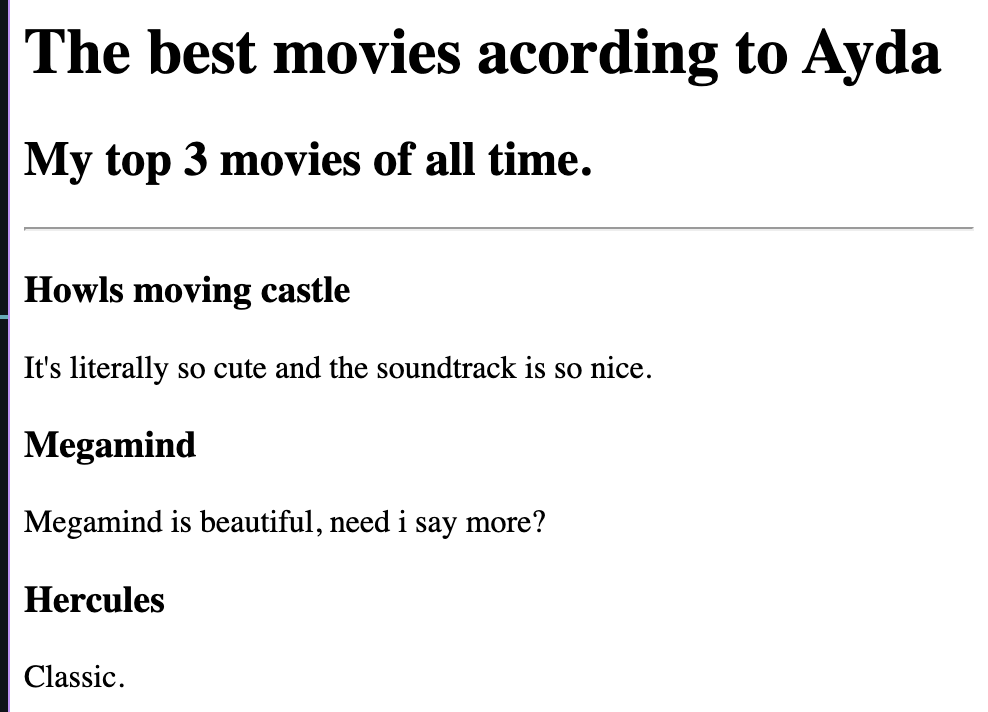 The best movies acording to Ayda
My top 3 movies of all time.
Howls moving castle
It's literally so cute and the soundtrack is so nice.
Megamind
Megamind is beautiful, need i say more?
Hercules
Classic.